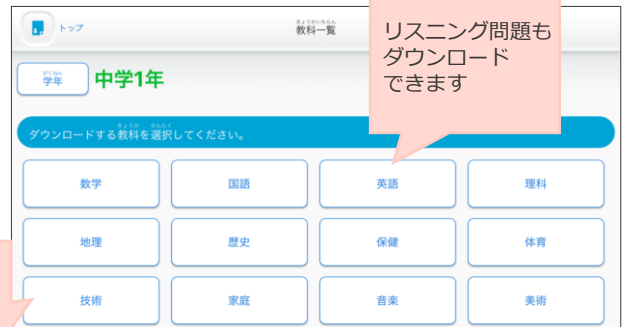 トップ
きょうかいちらん
教科一覧
リスニング問題も
ダウンロード
できます
がくねん
学年
中学1年
きょうか せんたく
ダウンロードする教科を選択してください。
数学 国語 英語 理科
地理 歴史 保健 体育
技術 家庭 音楽 美術